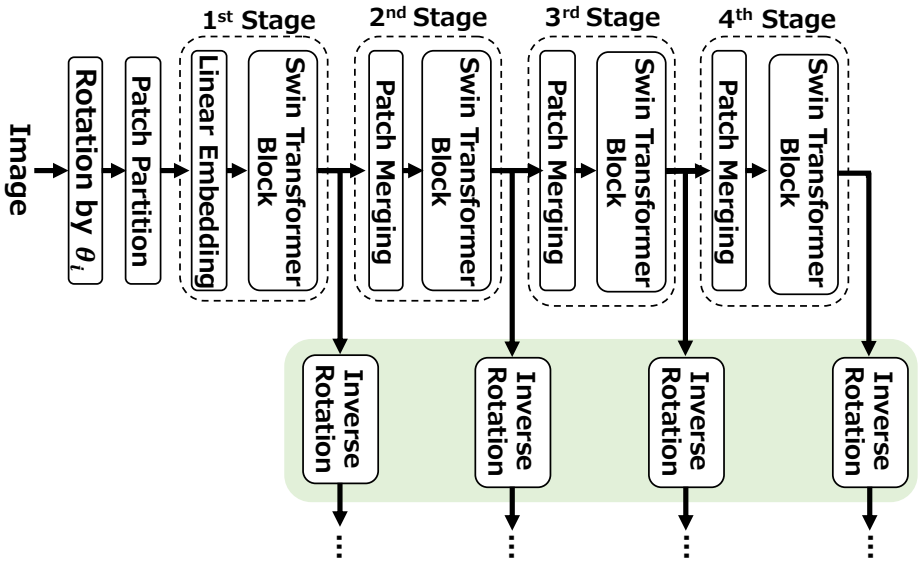 1st Stage
2nd Stage
3rd Stage
4th Stage
Image
Rotation by θi
Patch Partition
Linear Embedding
Swin Transformer
Block
Patch Merging
Swin Transformer
Block
Patch Merging
Swin Transformer
Block
Patch Merging
Swin Transformer
Block
Inverse
Rotation
Inverse
Rotation
Inverse
Rotation
Inverse
Rotation
...
...
...
...